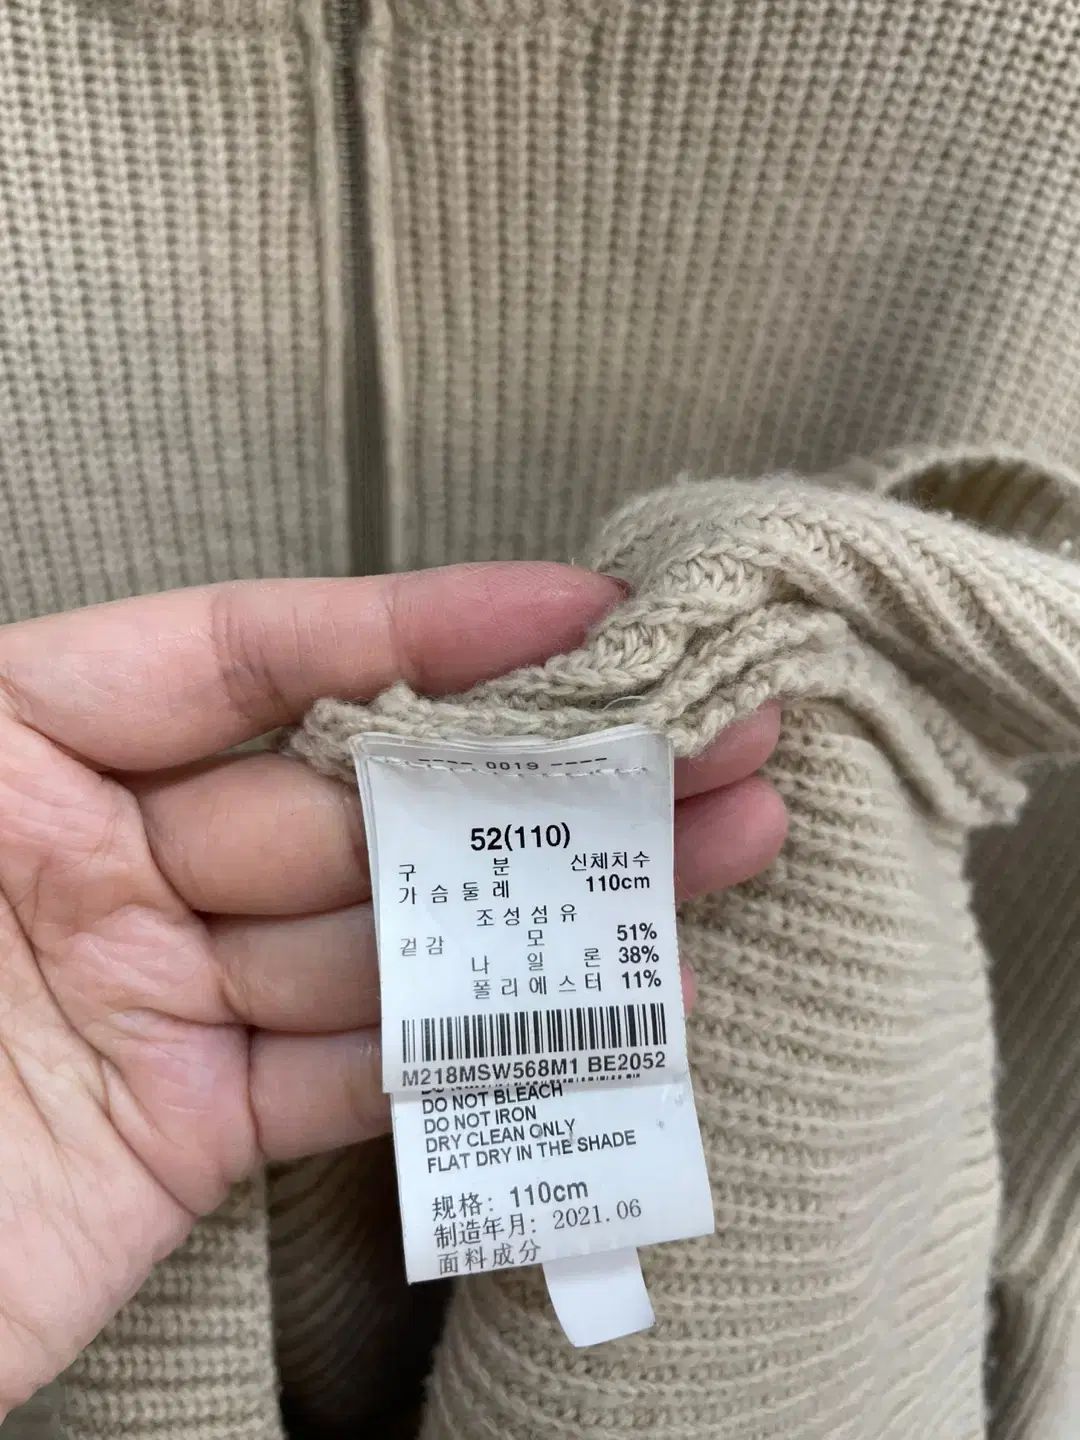 ---- 0019 ----
52(110)
구 분 신체치수
가슴둘레 110cm
조성섬유
겉감 모 51%
나일론 38%
폴리에스터 11%
M218MSW568M1 BE2052
DO NOT BLEACH
DO NOT IRON
DRY CLEAN ONLY
FLAT DRY IN THE SHADE
规格: 110cm
制造年月: 2021.06
面料成分